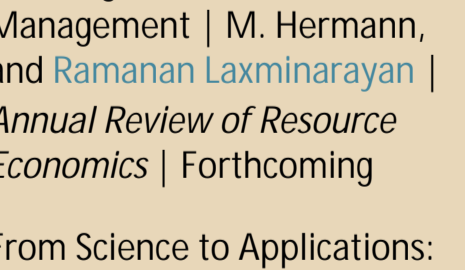 Management | M. Hermann,
and Ramanan Laxminarayan |
Annual Review of Resource
Economics | Forthcoming
From Science to Applications: